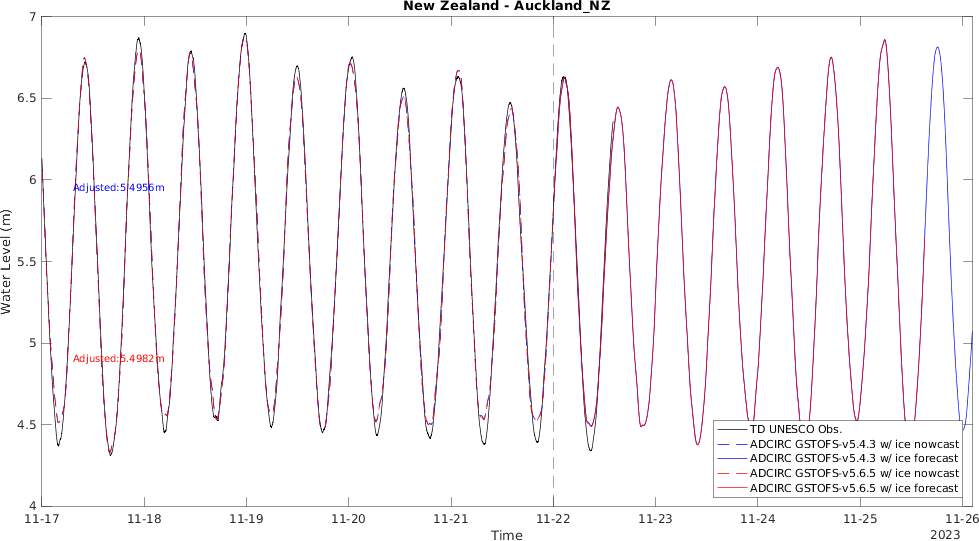 New Zealand - Auckland_NZ
7
6.5
6
5.5
5
4.5
4
Water Level (m)
Adjusted:5.4956m
Adjusted:5.4982m
TD UNESCO Obs.
ADCIRC GSTOFS-v5.4.3 w/ ice nowcast
ADCIRC GSTOFS-v5.4.3 w/ ice forecast
ADCIRC GSTOFS-v5.6.5 w/ ice nowcast
ADCIRC GSTOFS-v5.6.5 w/ ice forecast
11-17 11-18 11-19 11-20 11-21 11-22 11-23 11-24 11-25 11-26
Time
2023